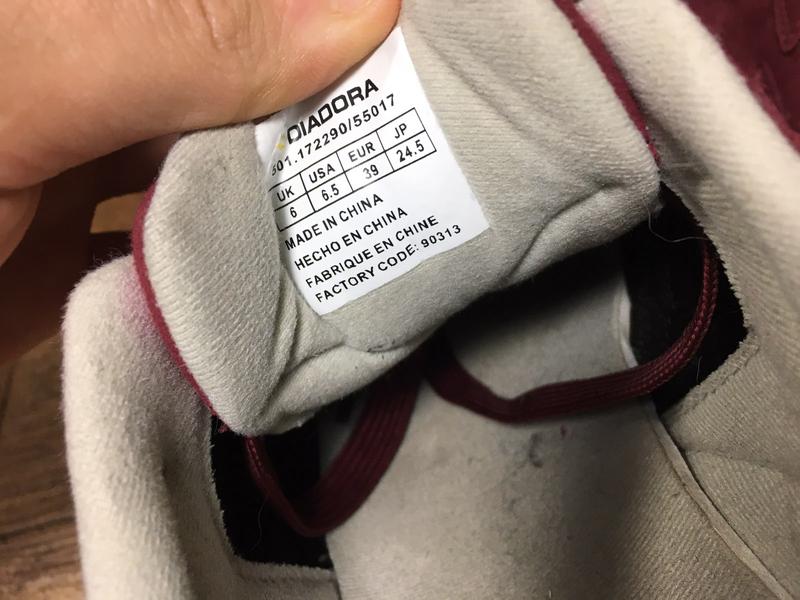 DIADORA
501.172290/55017
UK USA EUR JP
6 6.5 39 24.5
MADE IN CHINA
HECHO EN CHINA
FABRIQUE EN CHINE
FACTORY CODE: 90313